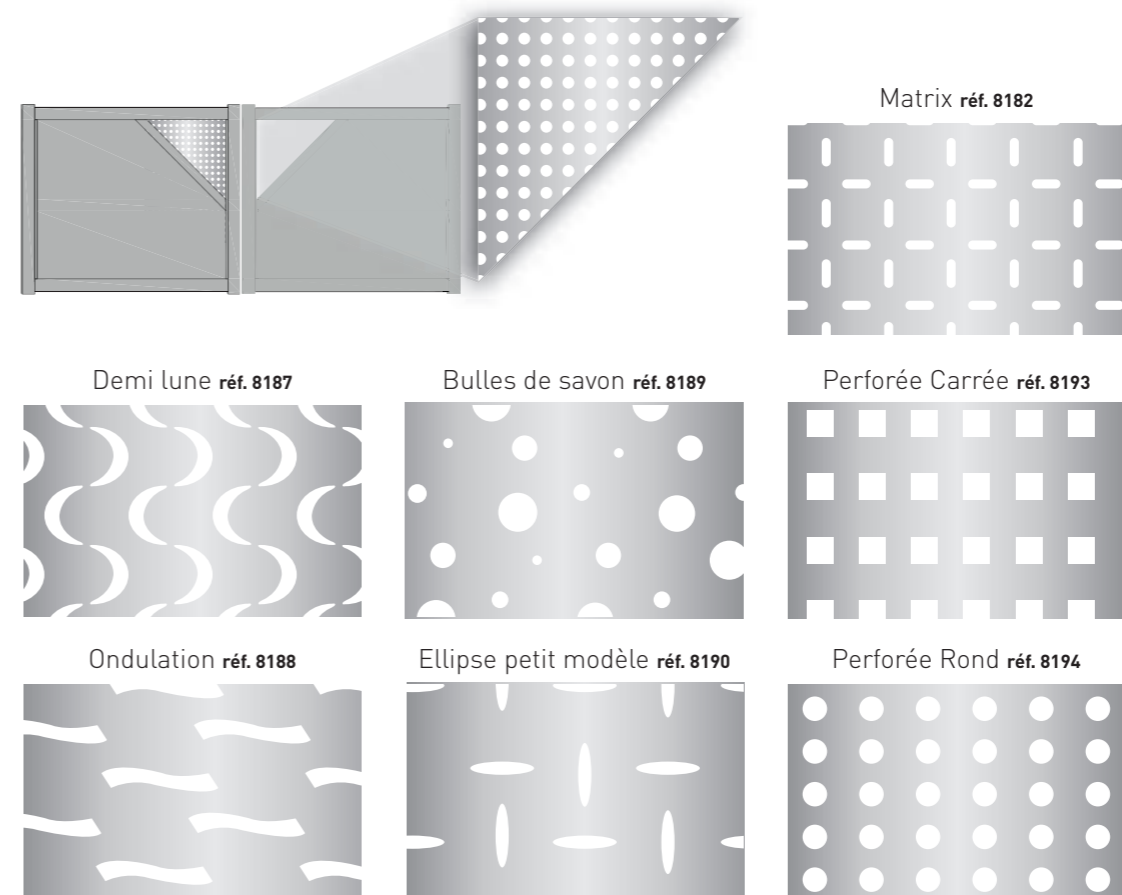 Matrix réf. 8182
Demi lune réf. 8187
Bulles de savon réf. 8189
Perforée Carrée réf. 8193
Ondulation réf. 8188
Ellipse petit modèle réf. 8190
Perforée Rond réf. 8194